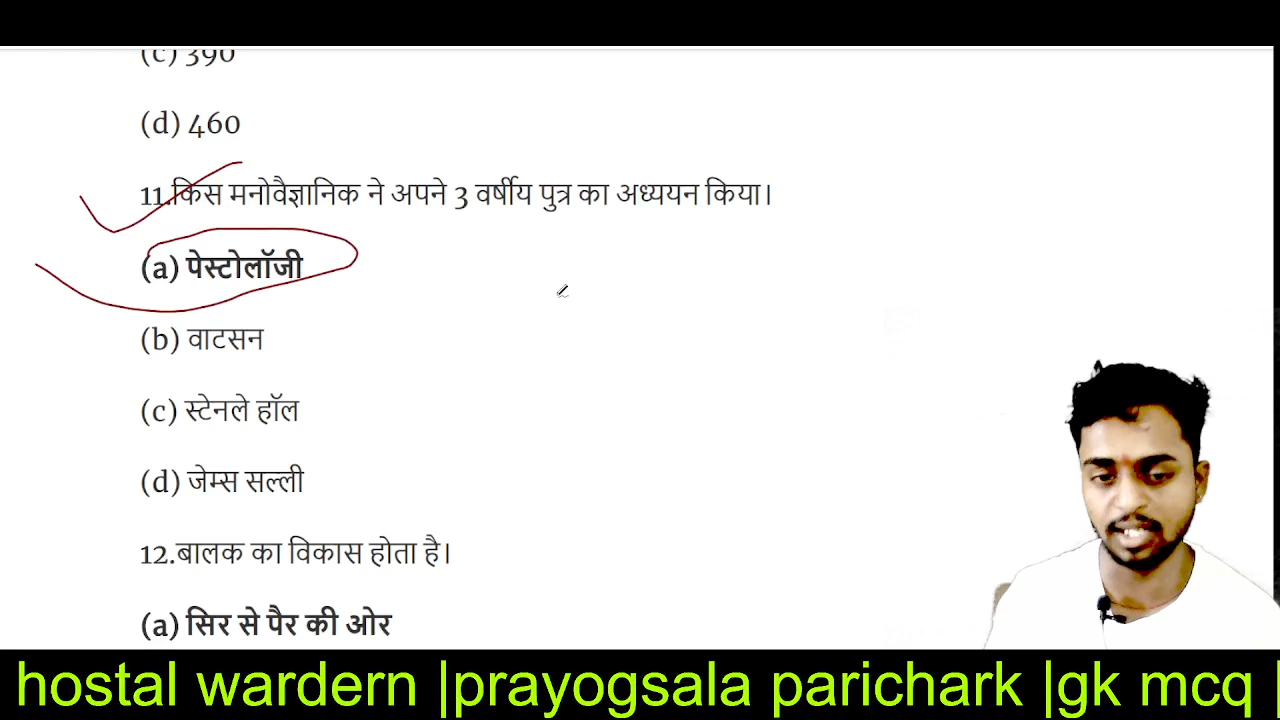 (c) 390
(d) 460
11.किस मनोवैज्ञानिक ने अपने 3 वर्षीय पुत्र का अध्ययन किया।
(a) पेस्टोलॉजी
(b) वाटसन
(c) स्टेनले हॉल
(d) जेम्स सल्ली
12.बालक का विकास होता है।
(a) सिर से पैर की ओर
hostal wardern |prayogsala parichark |gk mcq |